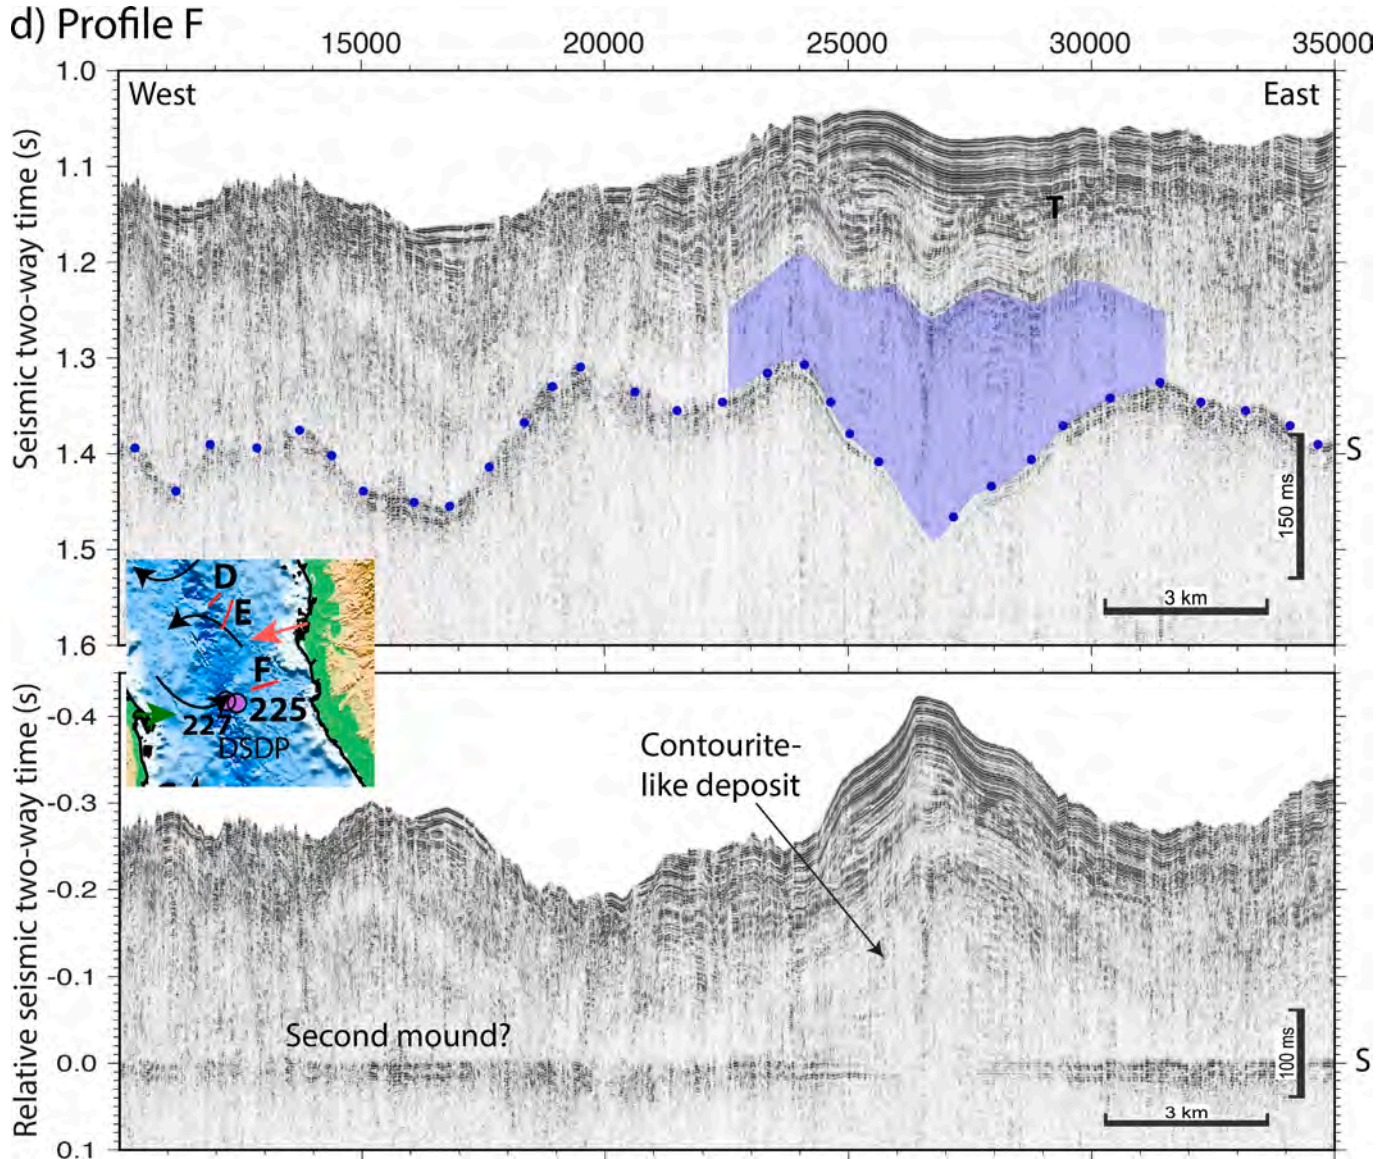 d) Profile F
15000 20000 25000 30000 35000
1.0
West East
1.1
T
1.2
1.3
1.4
S
1.5
1.6
Seismic two-way time (s)
150 ms
3 km
D
E
F
225
227
DSDP
-0.4
Contourite-
like deposit
-0.3
-0.2
-0.1
Second mound?
0.0
S
0.1
Relative seismic two-way time (s)
100 ms
3 km